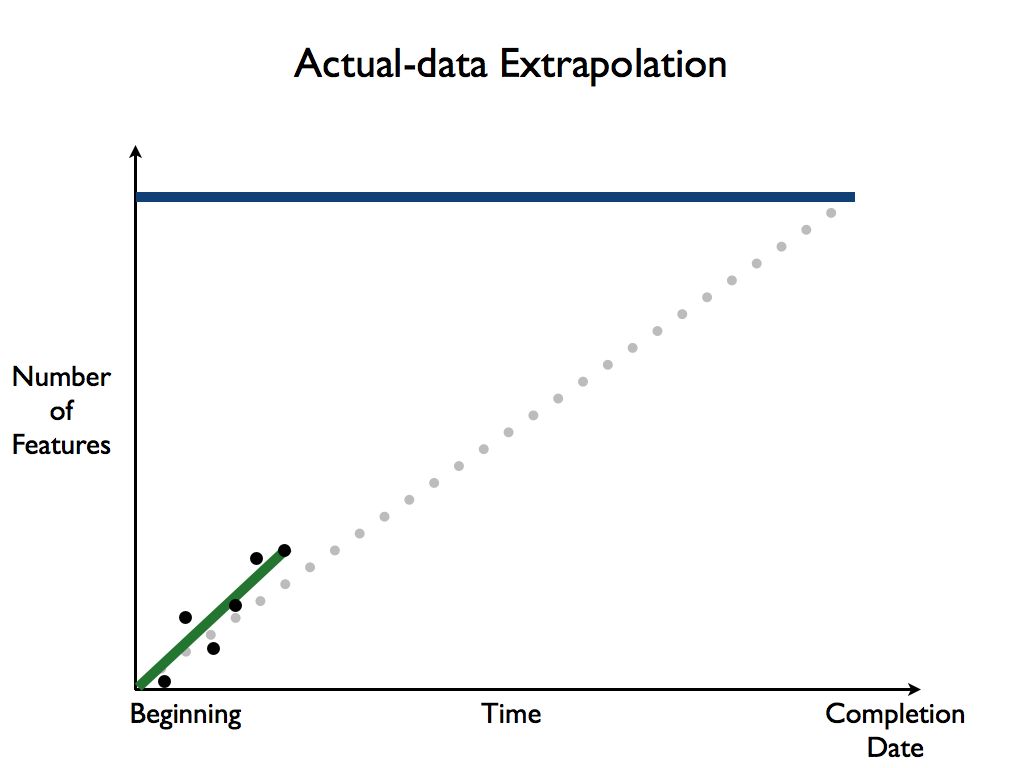 Actual-data Extrapolation
Number
of
Features
Beginning
Time
Completion
Date